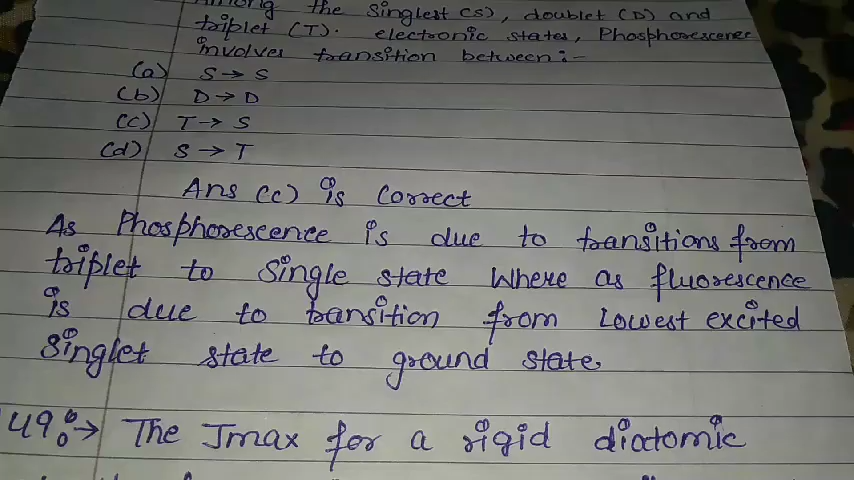 Among the Singlest (S), doublet (D) and
triplet (T). electronic states, Phosphorescence
involves transition between :-
(a) S → S
(b) D → D
(c) T → S
(d) S → T
Ans (c) is Correct
As Phosphorescence is due to transitions from
triplet to Single state Where as fluorescence
is due to transition from Lowest excited
Singlet state to ground state.
49:→ The Jmax for a rigid diatomic